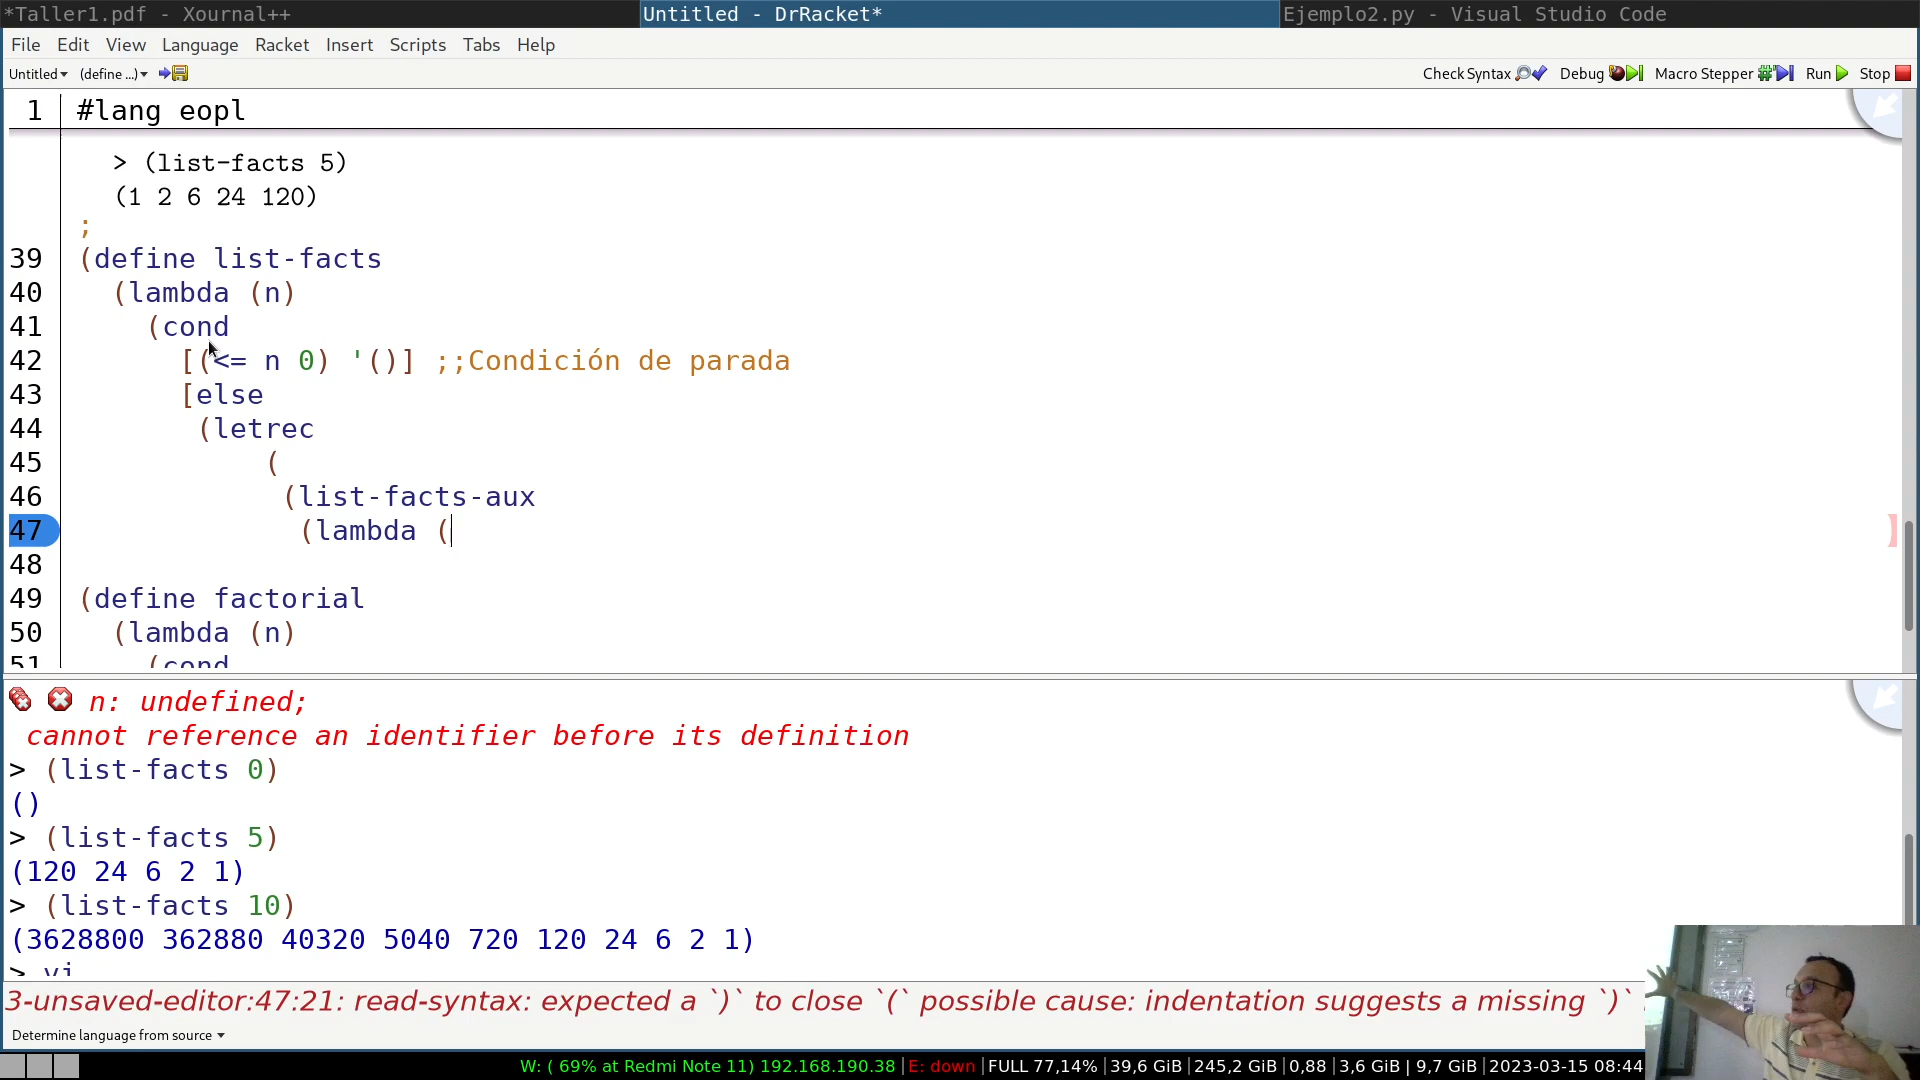 *Taller1.pdf - Xournal++ Untitled - DrRacket* Ejemplo2.py - Visual Studio Code
File Edit View Language Racket Insert Scripts Tabs Help
Untitled (define ...) Check Syntax Debug Macro Stepper Run Stop
1 #lang eopl
> (list-facts 5)
(1 2 6 24 120)
;
39 (define list-facts
40 (lambda (n)
41 (cond
42 [(<= n 0) '()] ;;Condición de parada
43 [else
44 (letrec
45 (
46 (list-facts-aux
47 (lambda (
48
49 (define factorial
50 (lambda (n)
51 (cond
n: undefined;
cannot reference an identifier before its definition
> (list-facts 0)
()
> (list-facts 5)
(120 24 6 2 1)
> (list-facts 10)
(3628800 362880 40320 5040 720 120 24 6 2 1)
> vi
3-unsaved-editor:47:21: read-syntax: expected a `)` to close `(` possible cause: indentation suggests a missing `)`
Determine language from source
W: ( 69% at Redmi Note 11) 192.168.190.38 | E: down | FULL 77,14% | 39,6 GiB | 245,2 GiB | 0,88 | 3,6 GiB | 9,7 GiB | 2023-03-15 08:44